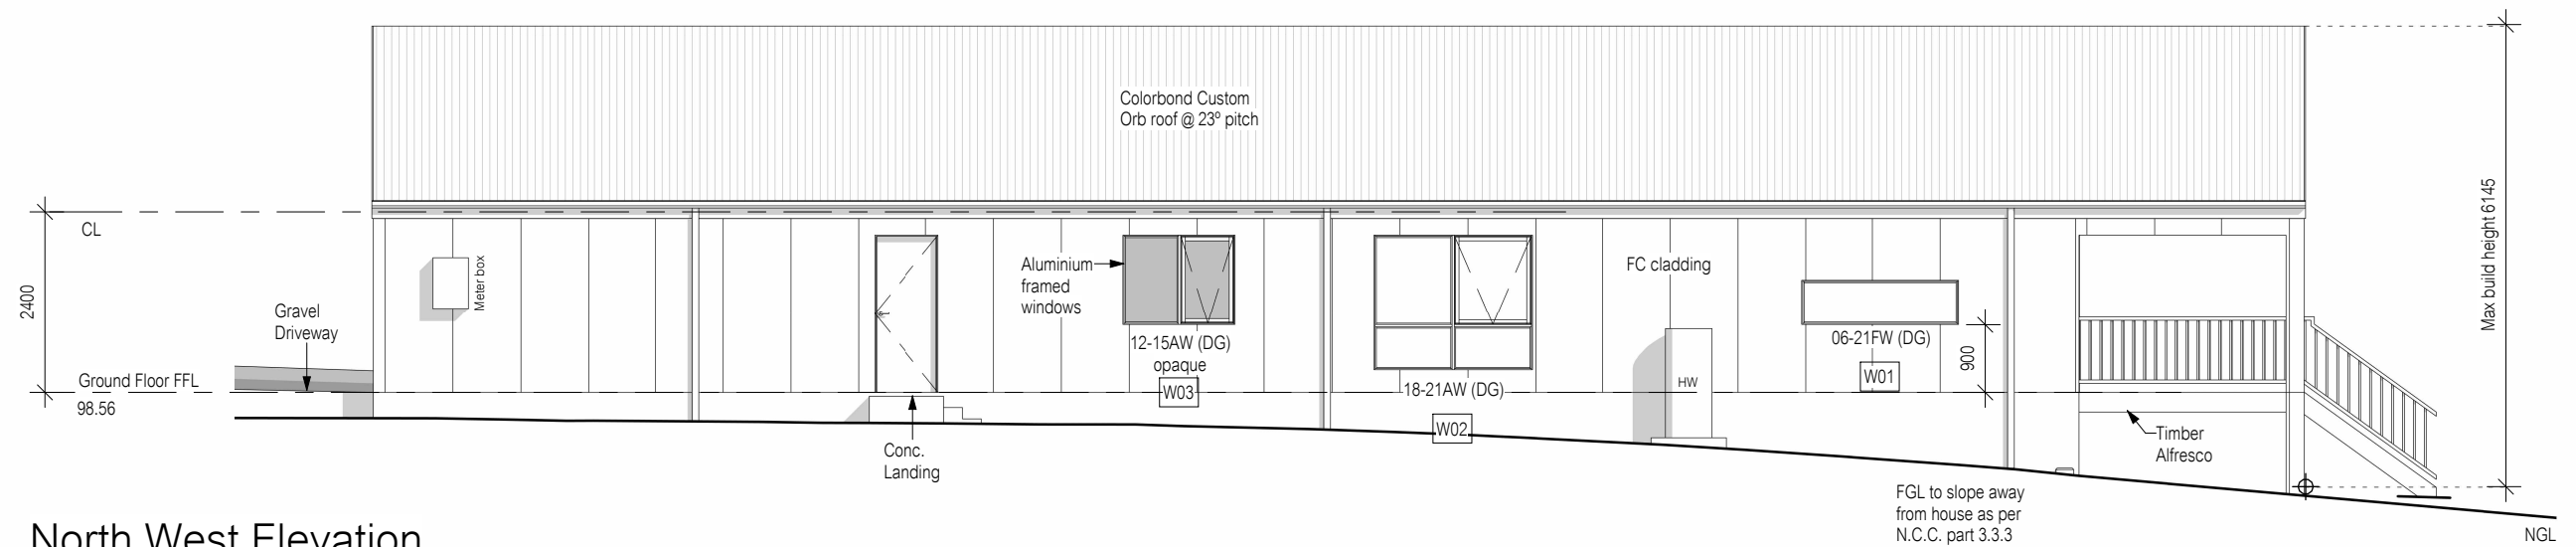 Colorbond Custom
Orb roof @ 23º pitch
CL
2400
Gravel
Driveway
Ground Floor FFL
98.56
Meter box
Aluminium
framed
windows
12-15AW (DG)
opaque
W03
Conc.
Landing
18-21AW (DG)
W02
FC cladding
HW
06-21FW (DG)
W01
900
Timber
Alfresco
FGL to slope away
from house as per
N.C.C. part 3.3.3
Max build height 6145
NGL
North West Elevation